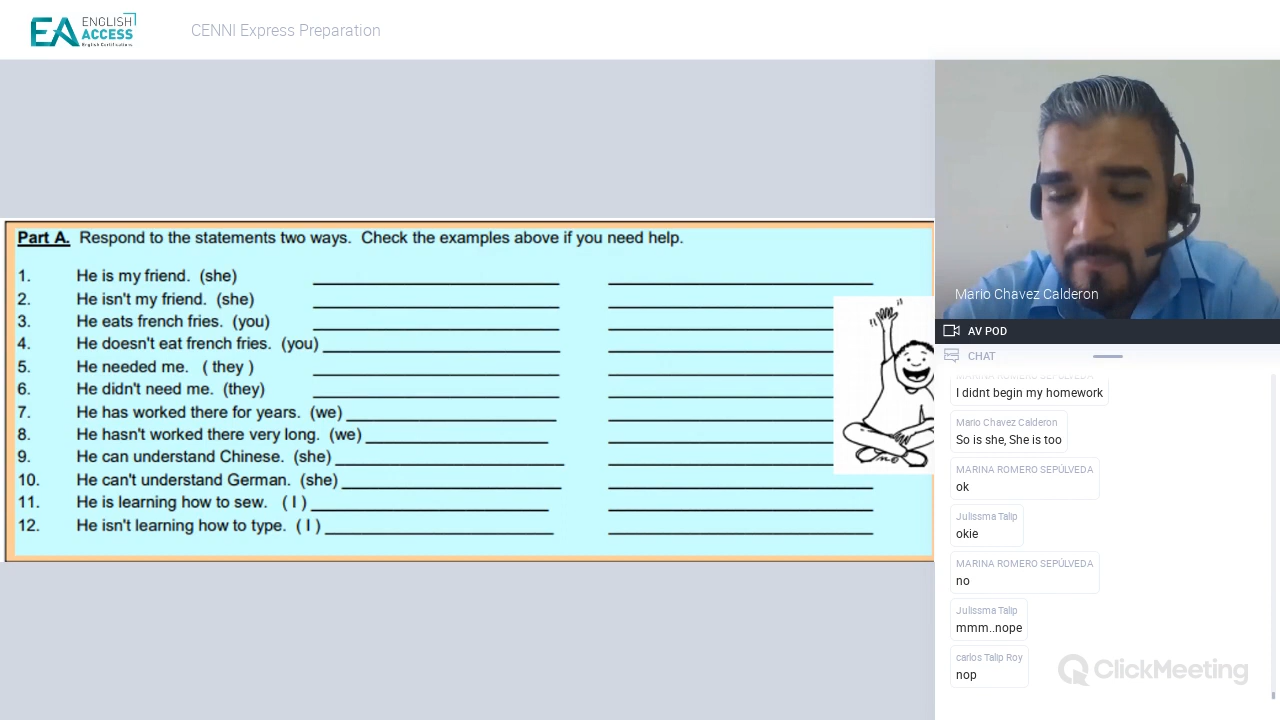 EA ENGLISH
ACCESS
English Certifications
CENNI Express Preparation
Part A. Respond to the statements two ways. Check the examples above if you need help.
1. He is my friend. (she)
2. He isn't my friend. (she)
3. He eats french fries. (you)
4. He doesn't eat french fries. (you)
5. He needed me. ( they )
6. He didn't need me. (they)
7. He has worked there for years. (we)
8. He hasn't worked there very long. (we)
9. He can understand Chinese. (she)
10. He can't understand German. (she)
11. He is learning how to sew. ( I )
12. He isn't learning how to type. ( I )
Mario Chavez Calderon
AV POD
CHAT
MARINA ROMERO SEPÚLVEDA
I didnt begin my homework
Mario Chavez Calderon
So is she, She is too
MARINA ROMERO SEPÚLVEDA
ok
Julissma Talip
okie
MARINA ROMERO SEPÚLVEDA
no
Julissma Talip
mmm..nope
carlos Talip Roy
nop
ClickMeeting